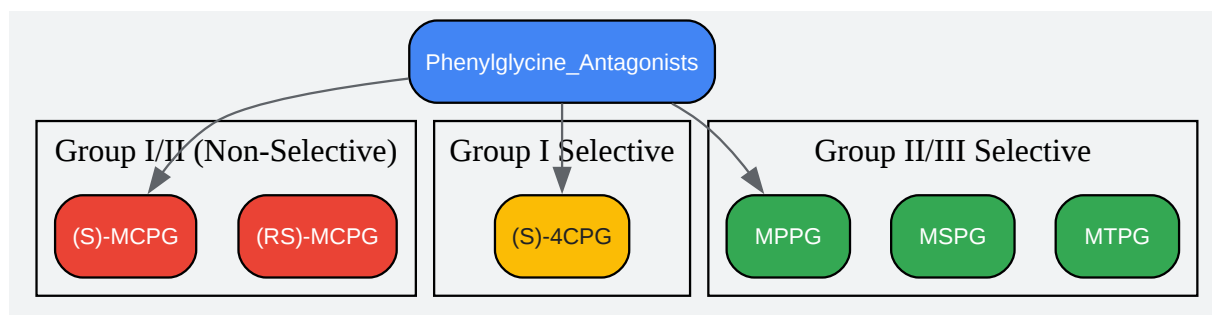 Phenylglycine_Antagonists
Group I/II (Non-Selective)
Group I Selective
Group II/III Selective
(S)-MCPG
(RS)-MCPG
(S)-4CPG
MPPG
MSPG
MTPG